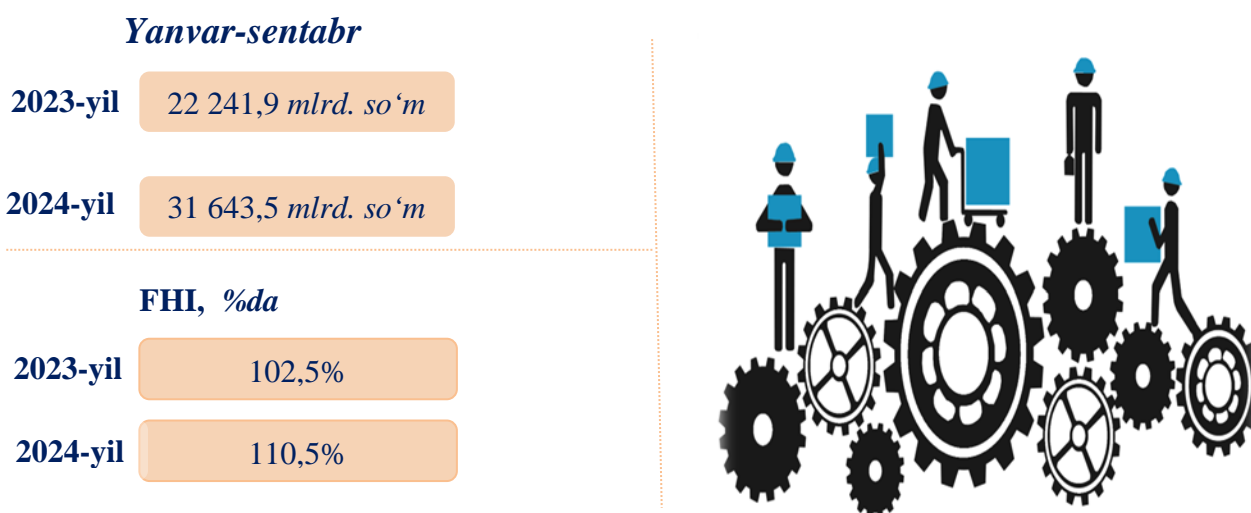 Yanvar-sentabr
2023-yil 22 241,9 mlrd. so‘m
2024-yil 31 643,5 mlrd. so‘m
FHI, %da
2023-yil 102,5%
2024-yil 110,5%